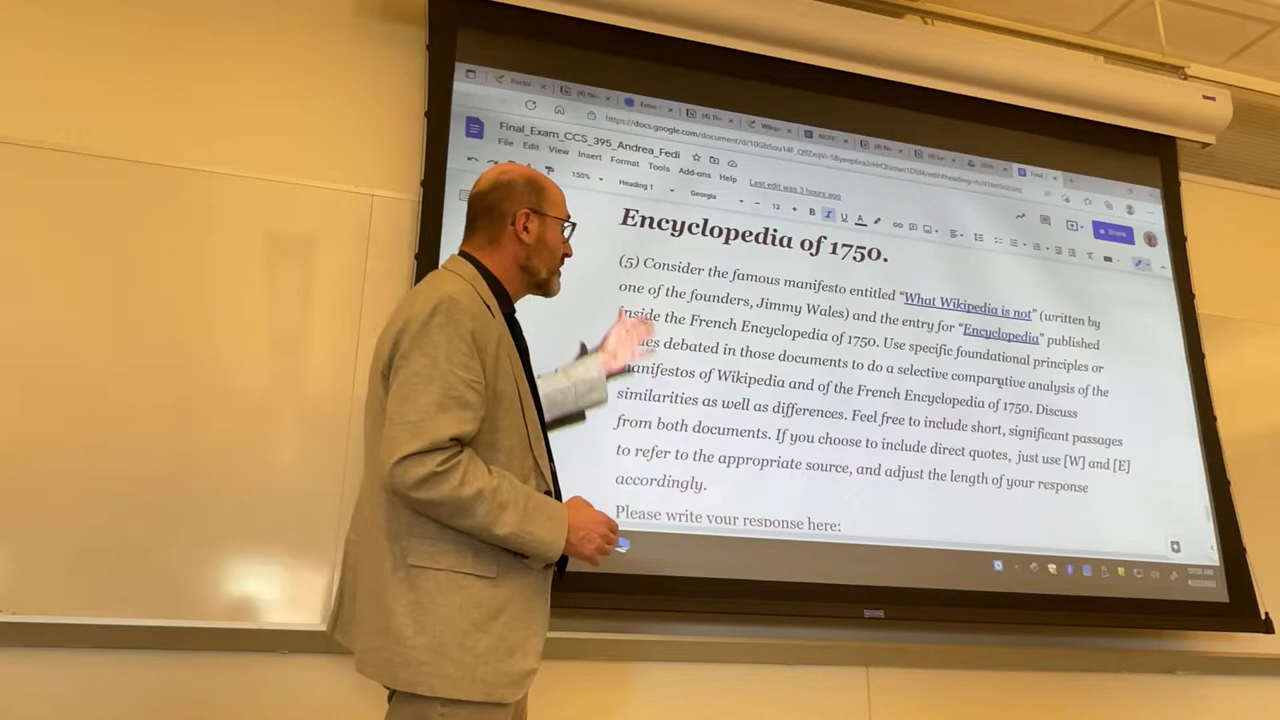 Final_Exam_CCS_395_Andrea_Fedi
File Edit View Insert Format Tools Add-ons Help
Last edit was 3 hours ago
150% Heading 1 Georgia 12 B I U A
Share
Encyclopedia of 1750.
(5) Consider the famous manifesto entitled “What Wikipedia is not” (written by
one of the founders, Jimmy Wales) and the entry for “Encyclopedia” published
inside the French Encyclopedia of 1750. Use specific foundational principles or
debated in those documents to do a selective comparative analysis of the
manifestos of Wikipedia and of the French Encyclopedia of 1750. Discuss
similarities as well as differences. Feel free to include short, significant passages
from both documents. If you choose to include direct quotes, just use [W] and [E]
to refer to the appropriate source, and adjust the length of your response
accordingly.
Please write your response here: